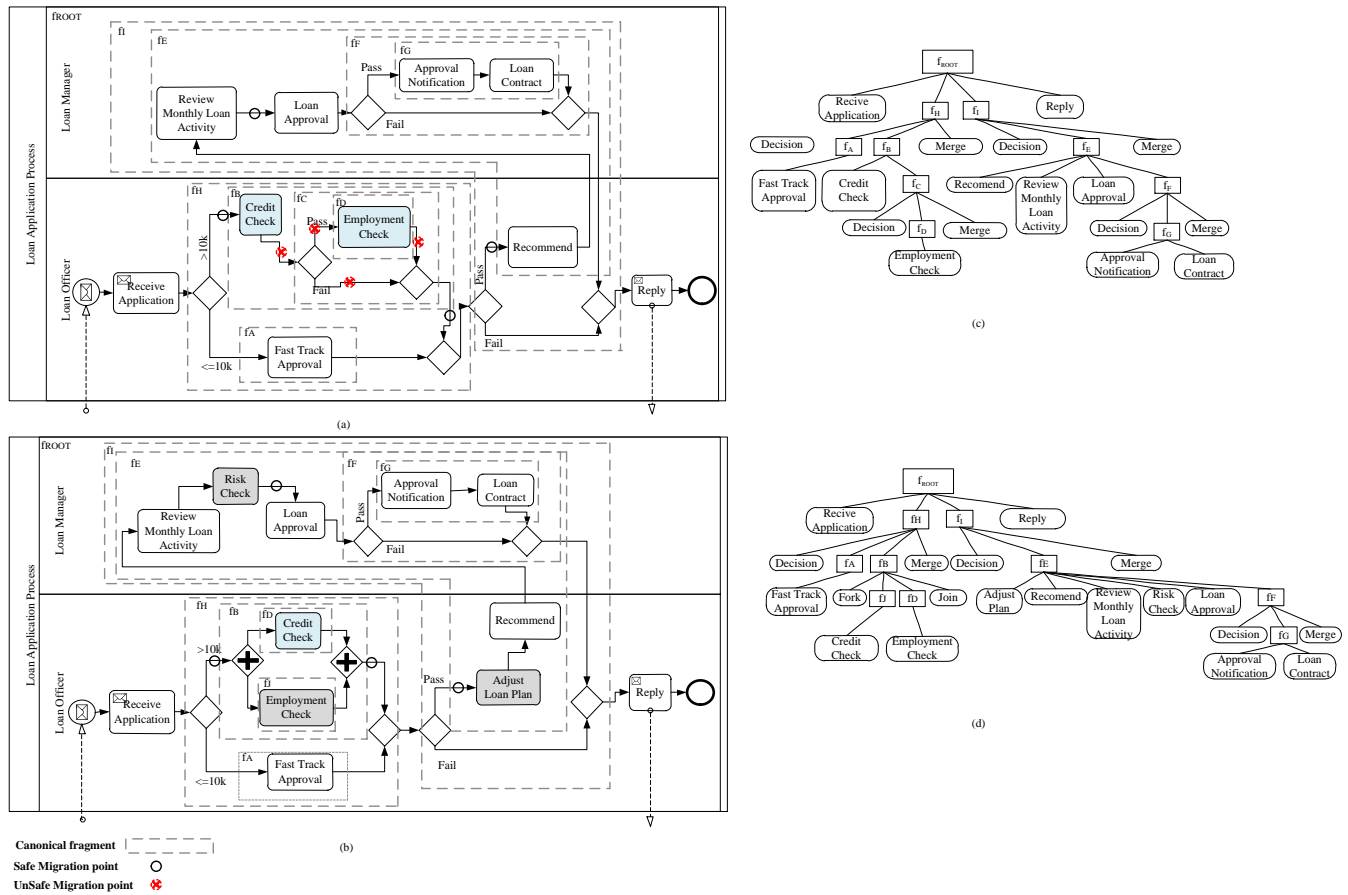 fROOT
fI
fE
fF
fG
Pass
Approval
Notification
Loan
Contract
Review
Monthly Loan
Activity
Loan
Approval
Fail
Loan Manager
Loan Application Process
Loan Officer
fH
fB
Credit
Check
fC
fD
Pass
Employment
Check
>10k
Fail
Receive
Application
fA
Fast Track
Approval
<=10k
Pass
Recommend
Fail
Reply
(a)
fROOT
Recive
Application
fH
fI
Reply
Decision
fA
fB
Merge
Decision
fE
Merge
Fast Track
Approval
Credit
Check
fC
Recomend
Review
Monthly
Loan
Activity
Loan
Approval
fF
Decision
fD
Merge
Decision
fG
Merge
Employment
Check
Approval
Notification
Loan
Contract
(c)
fROOT
fI
fE
Risk
Check
fF
fG
Approval
Notification
Loan
Contract
Review
Monthly Loan
Activity
Loan
Approval
Pass
Fail
Loan Manager
Loan Application Process
Loan Officer
fH
fB
fD
Credit
Check
>10k
fJ
Employment
Check
Receive
Application
fA
Fast Track
Approval
<=10k
Recommend
Pass
Adjust
Loan Plan
Fail
Reply
(b)
fROOT
Recive
Application
fH
fI
Reply
Decision
fA
fB
Merge
Decision
fE
Merge
Fast Track
Approval
Fork
fJ
fD
Join
Adjust
Plan
Recomend
Review
Monthly
Loan
Activity
Risk
Check
Loan
Approval
fF
Credit
Check
Employment
Check
Decision
fG
Merge
Approval
Notification
Loan
Contract
(d)
Canonical fragment
Safe Migration point
UnSafe Migration point